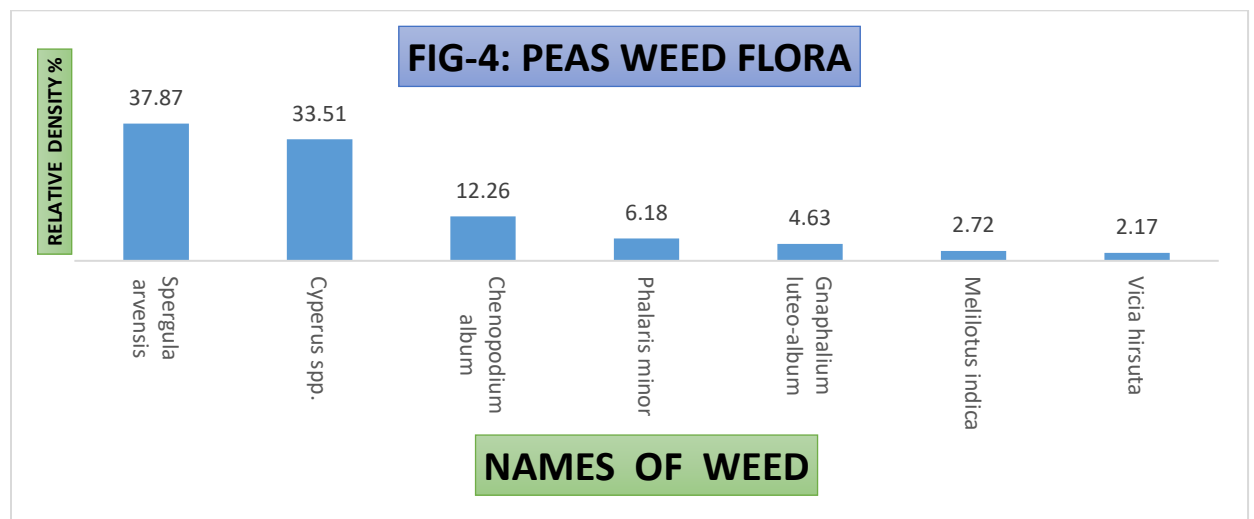 FIG-4: PEAS WEED FLORA
RELATIVE DENSITY %
37.87
33.51
12.26
6.18
4.63
2.72
2.17
Spergula
arvensis
Cyperus spp.
Chenopodium
album
Phalaris minor
Gnaphalium
luteo-album
Melilotus indica
Vicia hirsuta
NAMES OF WEED